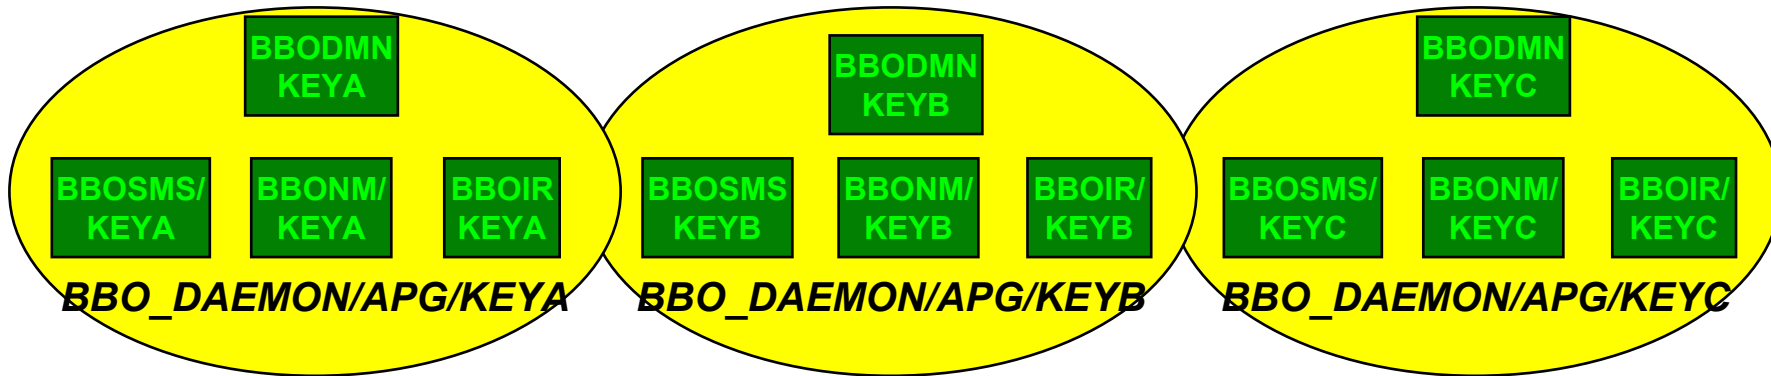 BBODMN
KEYA
BBOSMS/
KEYA
BBONM/
KEYA
BBOIR
KEYA
BBO_DAEMON/APG/KEYA
BBODMN
KEYB
BBOSMS
KEYB
BBONM/
KEYB
BBOIR/
KEYB
BBO_DAEMON/APG/KEYB
BBODMN
KEYC
BBOSMS/
KEYC
BBONM/
KEYC
BBOIR/
KEYC
BBO_DAEMON/APG/KEYC